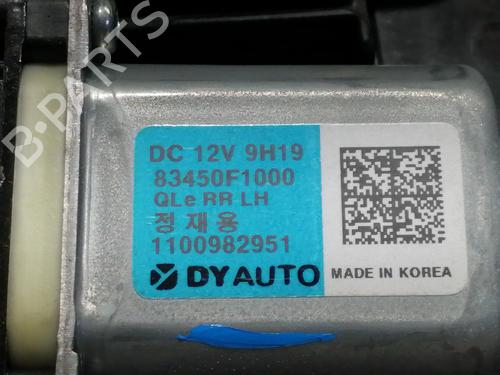 B-PARTS
DC 12V 9H19
83450F1000
QLe RR LH
정재용
1100982951
DYAUTO
MADE IN KOREA